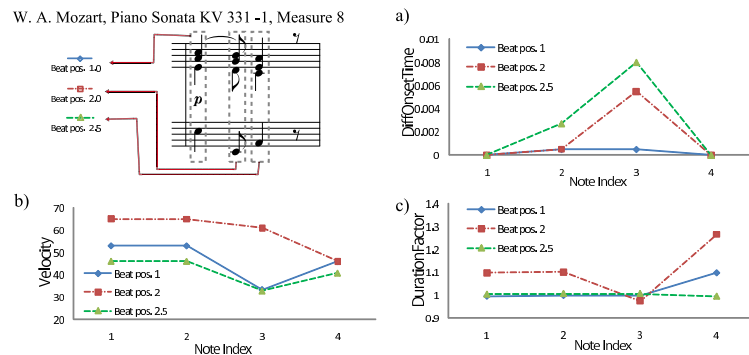 W. A. Mozart, Piano Sonata KV 331 -1, Measure 8
Beat pos. 1.0
Beat pos. 2.0
Beat pos. 2.5
p
a)
DiffOnsetTime
0.01
0.008
0.006
0.004
0.002
0
Beat pos. 1
Beat pos. 2
Beat pos. 2.5
1 2 3 4
Note Index
b)
Velocity
70
60
50
40
30
20
Beat pos. 1
Beat pos. 2
Beat pos. 2.5
1 2 3 4
Note Index
c)
DurationFactor
1.4
1.3
1.2
1.1
1
0.9
Beat pos. 1
Beat pos. 2
Beat pos. 2.5
1 2 3 4
Note Index